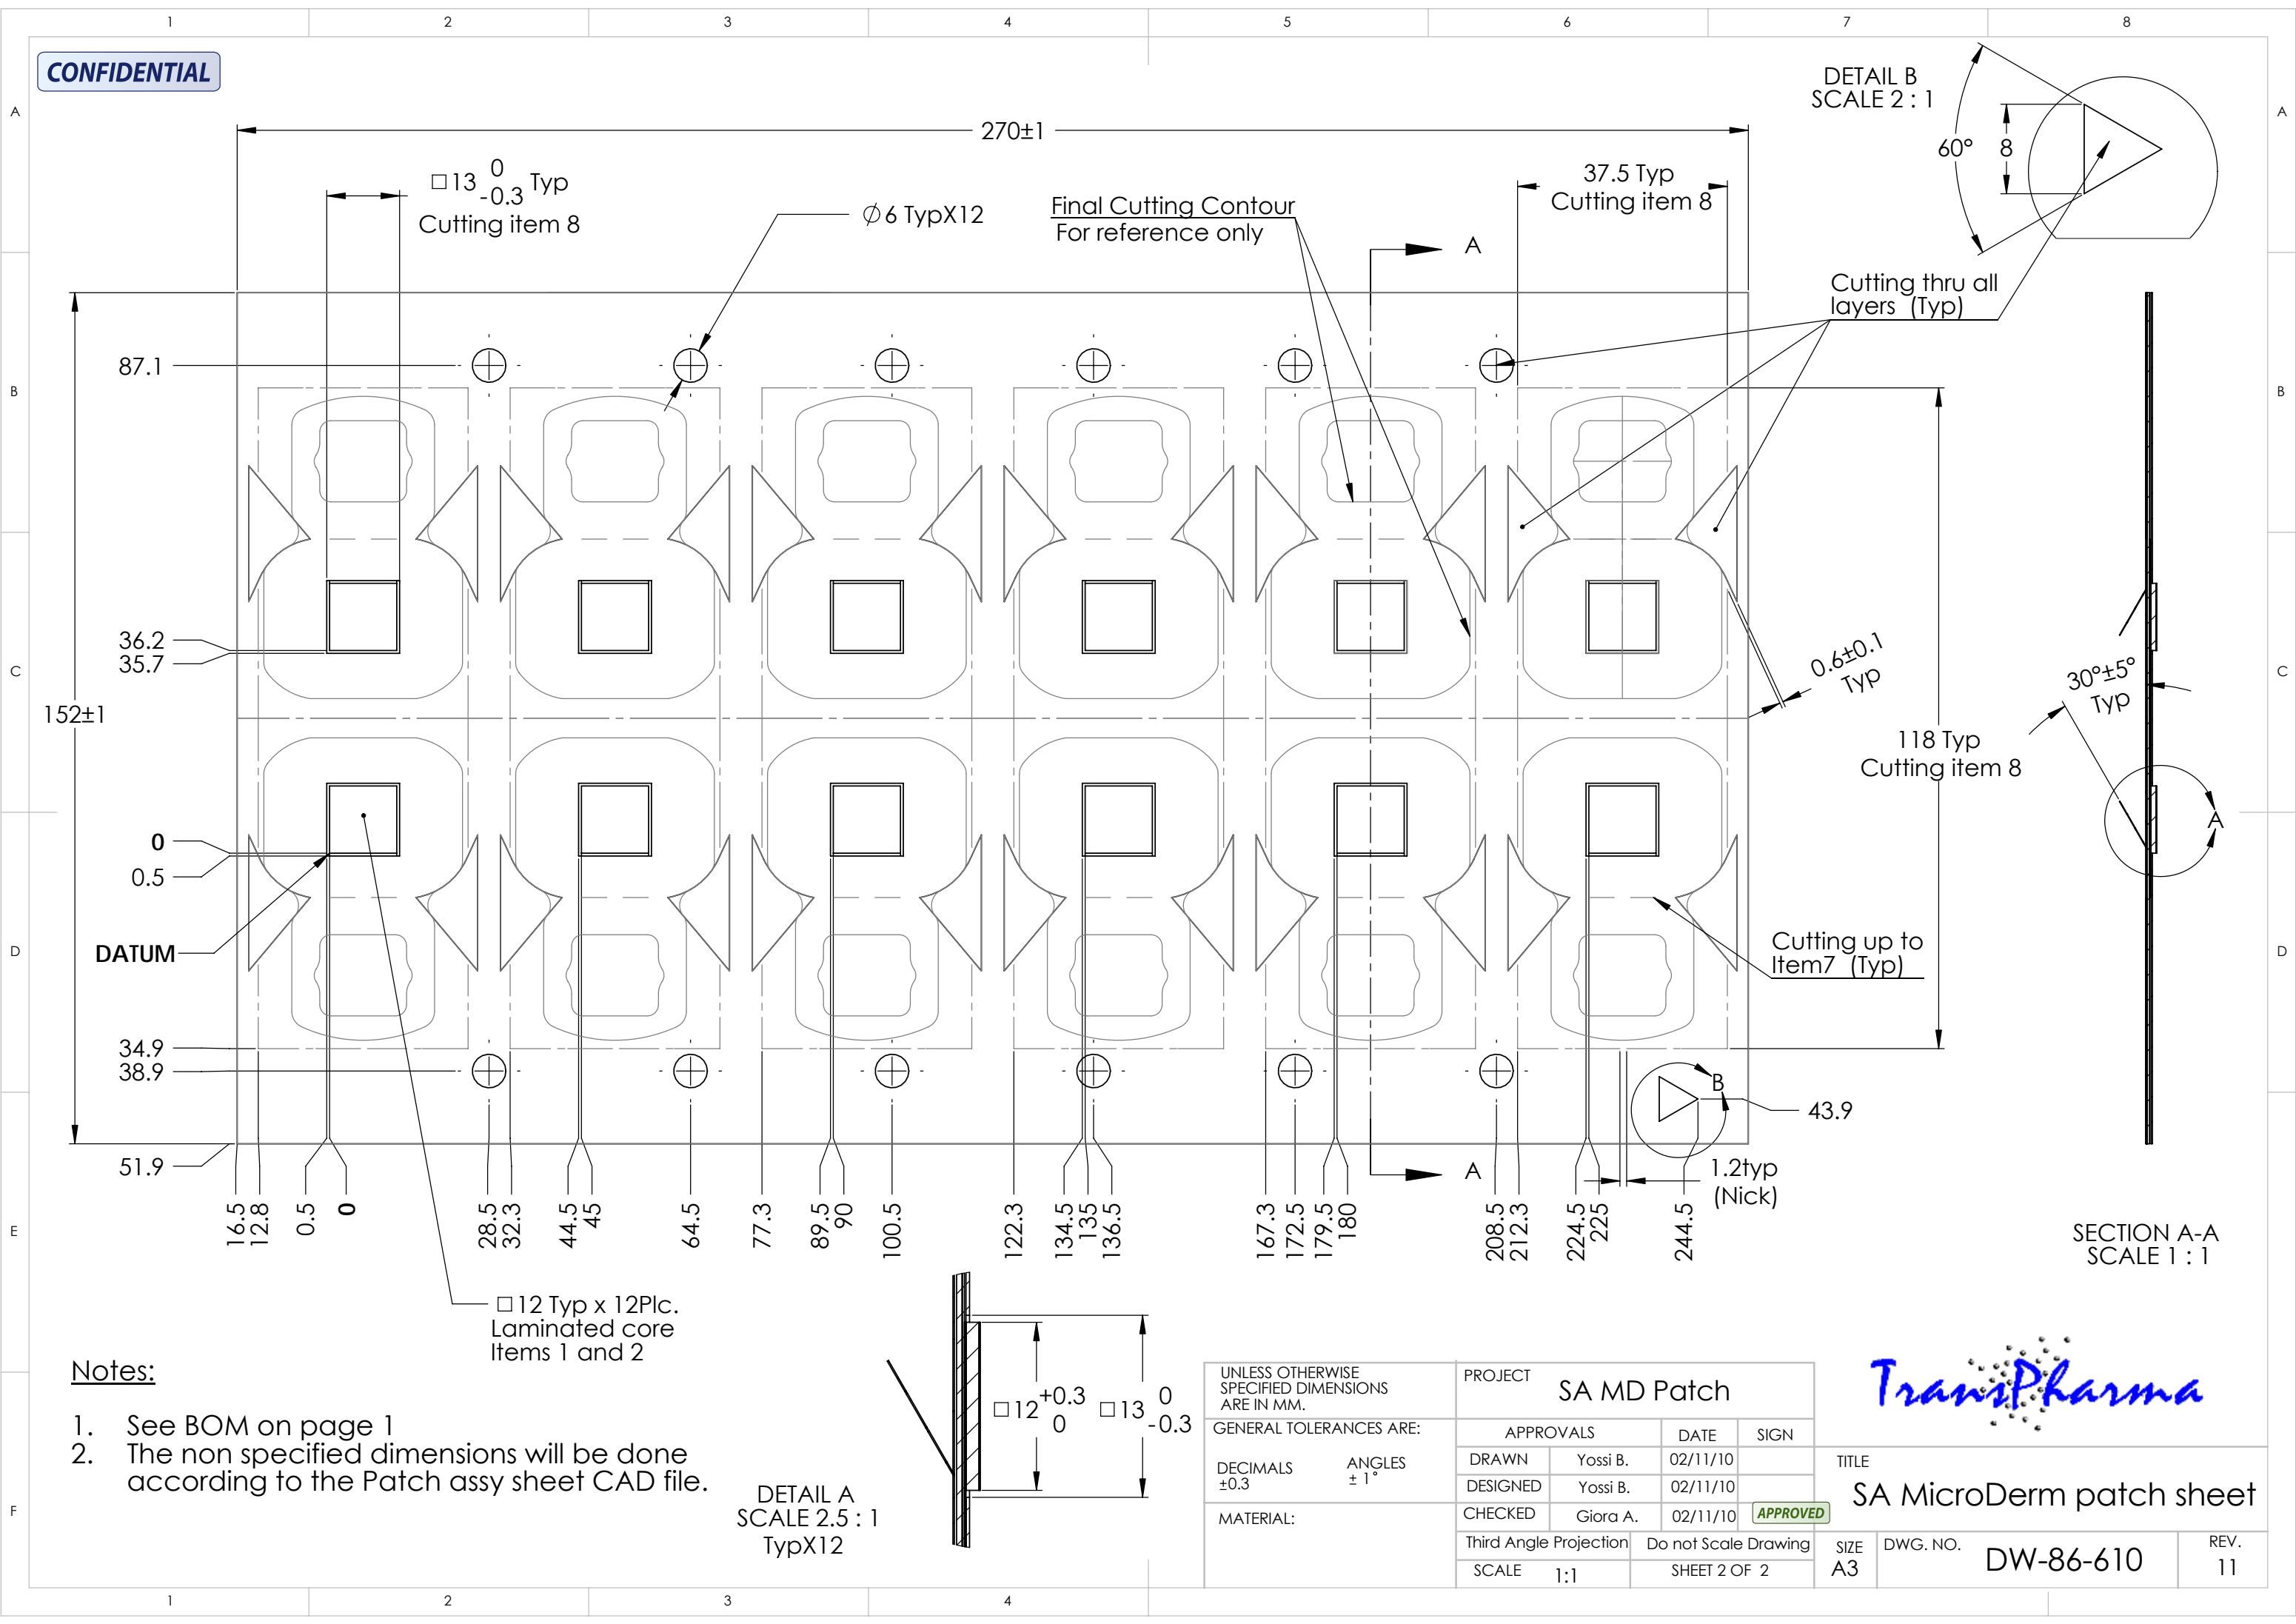 1 2 3 4 5 6 7 8
CONFIDENTIAL
A
A
DETAIL B
SCALE 2 : 1
60°
8
270±1
□13 0 -0.3 Typ
Cutting item 8
∅6 TypX12
Final Cutting Contour
For reference only
37.5 Typ
Cutting item 8
A
Cutting thru all
layers (Typ)
87.1
B
B
36.2
35.7
C
C
0.6±0.1
Typ
30°±5°
Typ
152±1
118 Typ
Cutting item 8
A
0
0.5
DATUM
D
D
Cutting up to
Item7 (Typ)
34.9
38.9
B
43.9
51.9
A
1.2typ
(Nick)
16.5
12.8
0.5
0
28.5
32.3
44.5
45
64.5
77.3
89.5
90
100.5
122.3
134.5
135
136.5
167.3
172.5
179.5
180
208.5
212.3
224.5
225
244.5
E
E
SECTION A-A
SCALE 1 : 1
□12 Typ x 12Plc.
Laminated core
Items 1 and 2
Notes:
1. See BOM on page 1
2. The non specified dimensions will be done
according to the Patch assy sheet CAD file.
□12 +0.3 0
□13 0 -0.3
DETAIL A
SCALE 2.5 : 1
TypX12
F
F
UNLESS OTHERWISE
SPECIFIED DIMENSIONS
ARE IN MM.
GENERAL TOLERANCES ARE:
DECIMALS
±0.3
ANGLES
± 1°
MATERIAL:
PROJECT
SA MD Patch
APPROVALS DATE SIGN
DRAWN Yossi B. 02/11/10
DESIGNED Yossi B. 02/11/10
CHECKED Giora A. 02/11/10 APPROVED
Third Angle Projection Do not Scale Drawing
SCALE 1:1 SHEET 2 OF 2
TransPharma
TITLE
SA MicroDerm patch sheet
SIZE
A3
DWG. NO.
DW-86-610
REV.
11
1 2 3 4